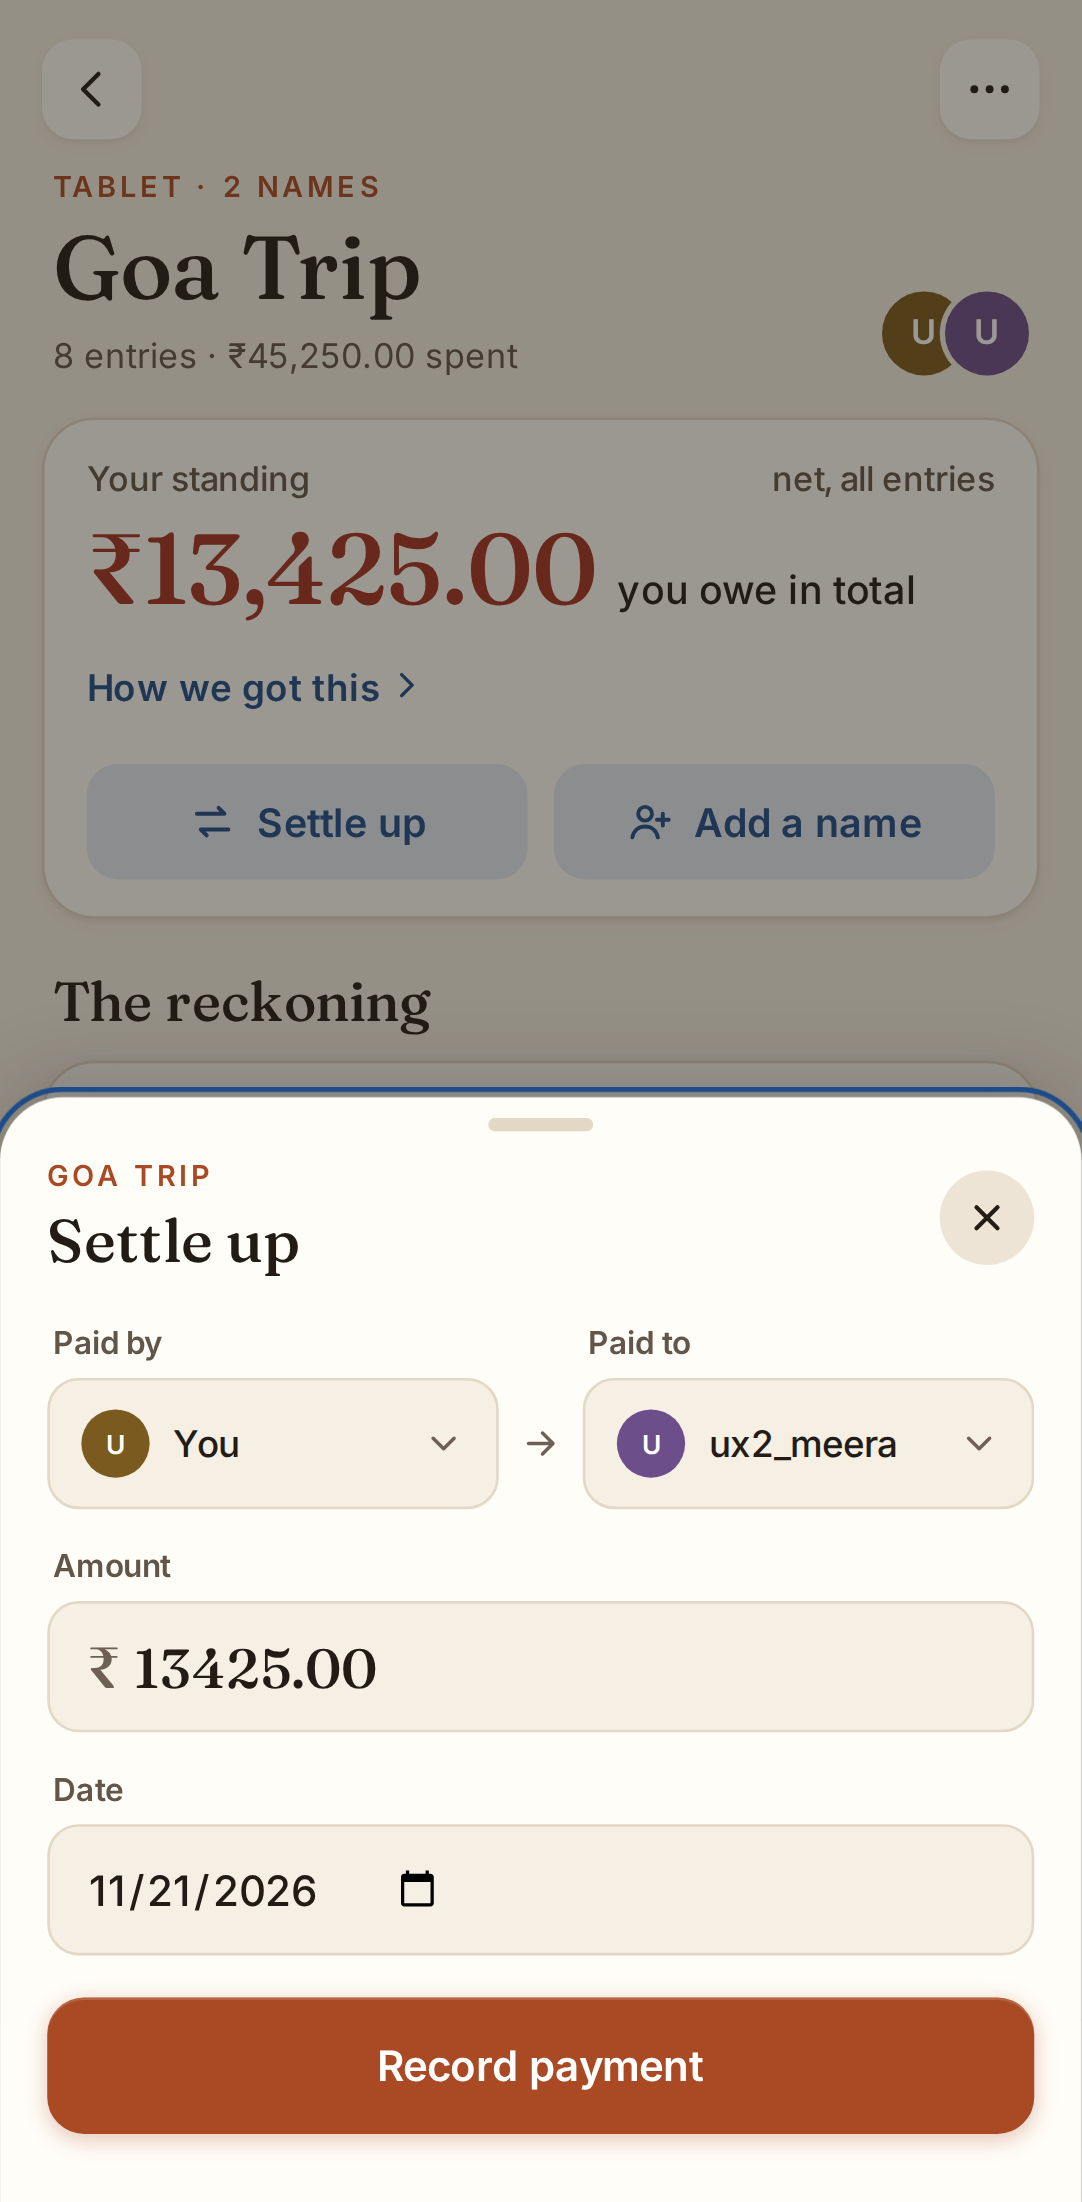 TABLET · 2 NAMES
Goa Trip
8 entries · ₹45,250.00 spent
U U
Your standing net, all entries
₹13,425.00 you owe in total
How we got this
Settle up Add a name
The reckoning
GOA TRIP
Settle up
Paid by Paid to
U You U ux2_meera
Amount
₹ 13425.00
Date
11/21/2026
Record payment